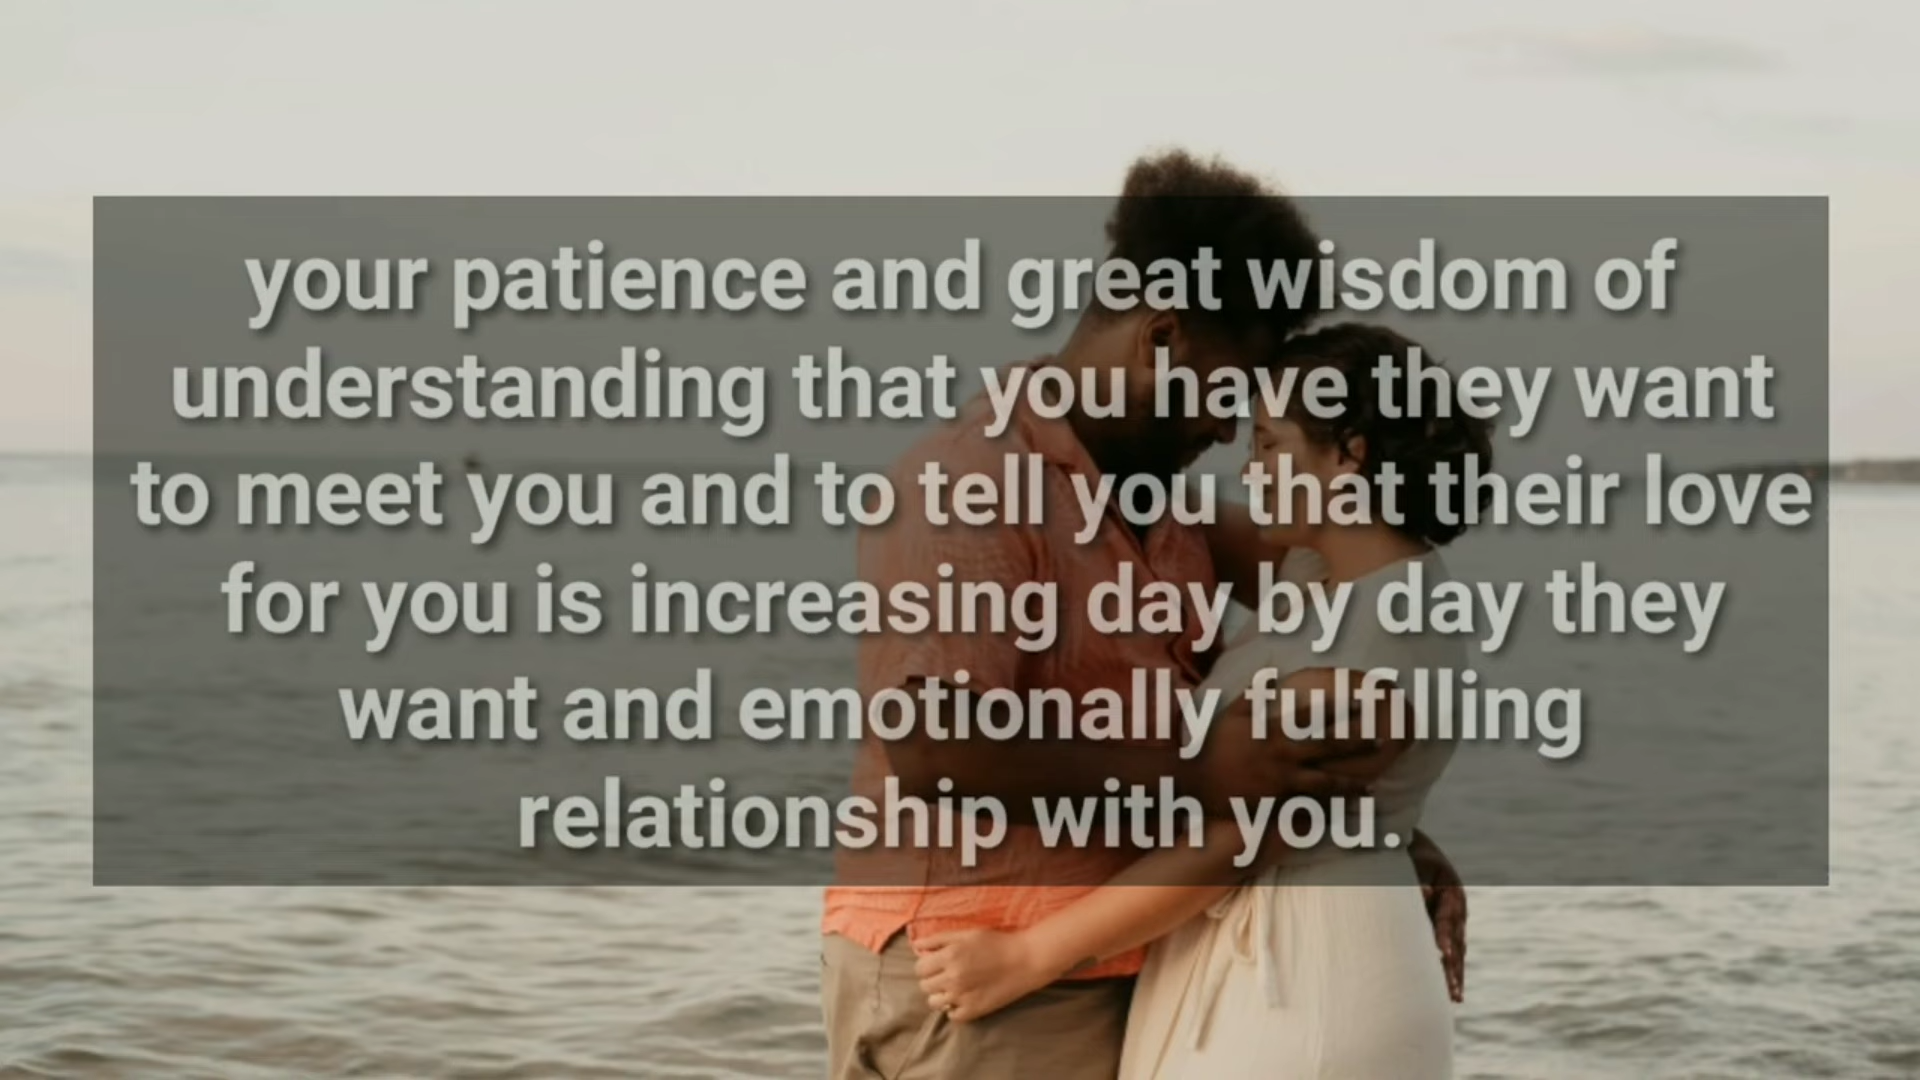 your patience and great wisdom of
understanding that you have they want
to meet you and to tell you that their love
for you is increasing day by day they
want and emotionally fulfilling
relationship with you.